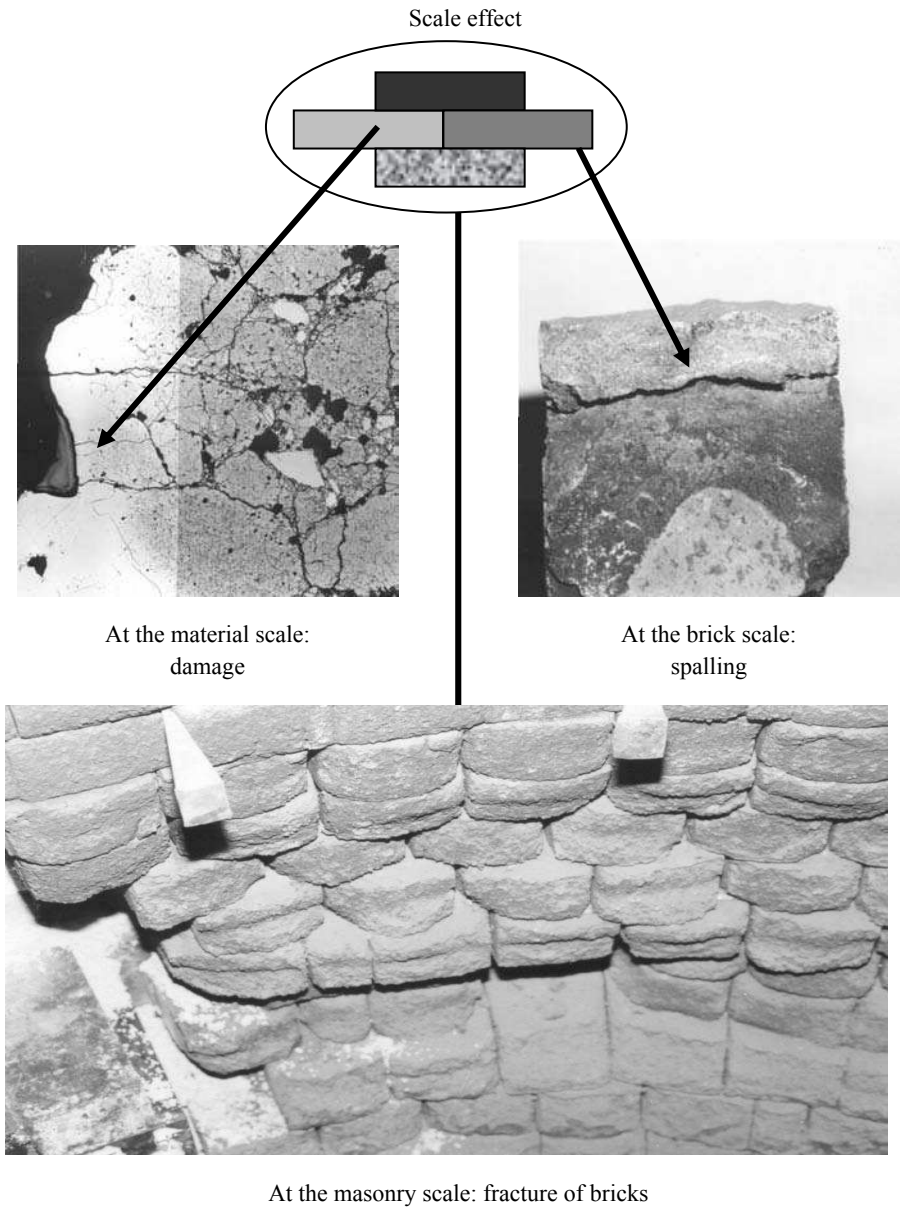 Scale effect
At the material scale:
damage
At the brick scale:
spalling
At the masonry scale: fracture of bricks